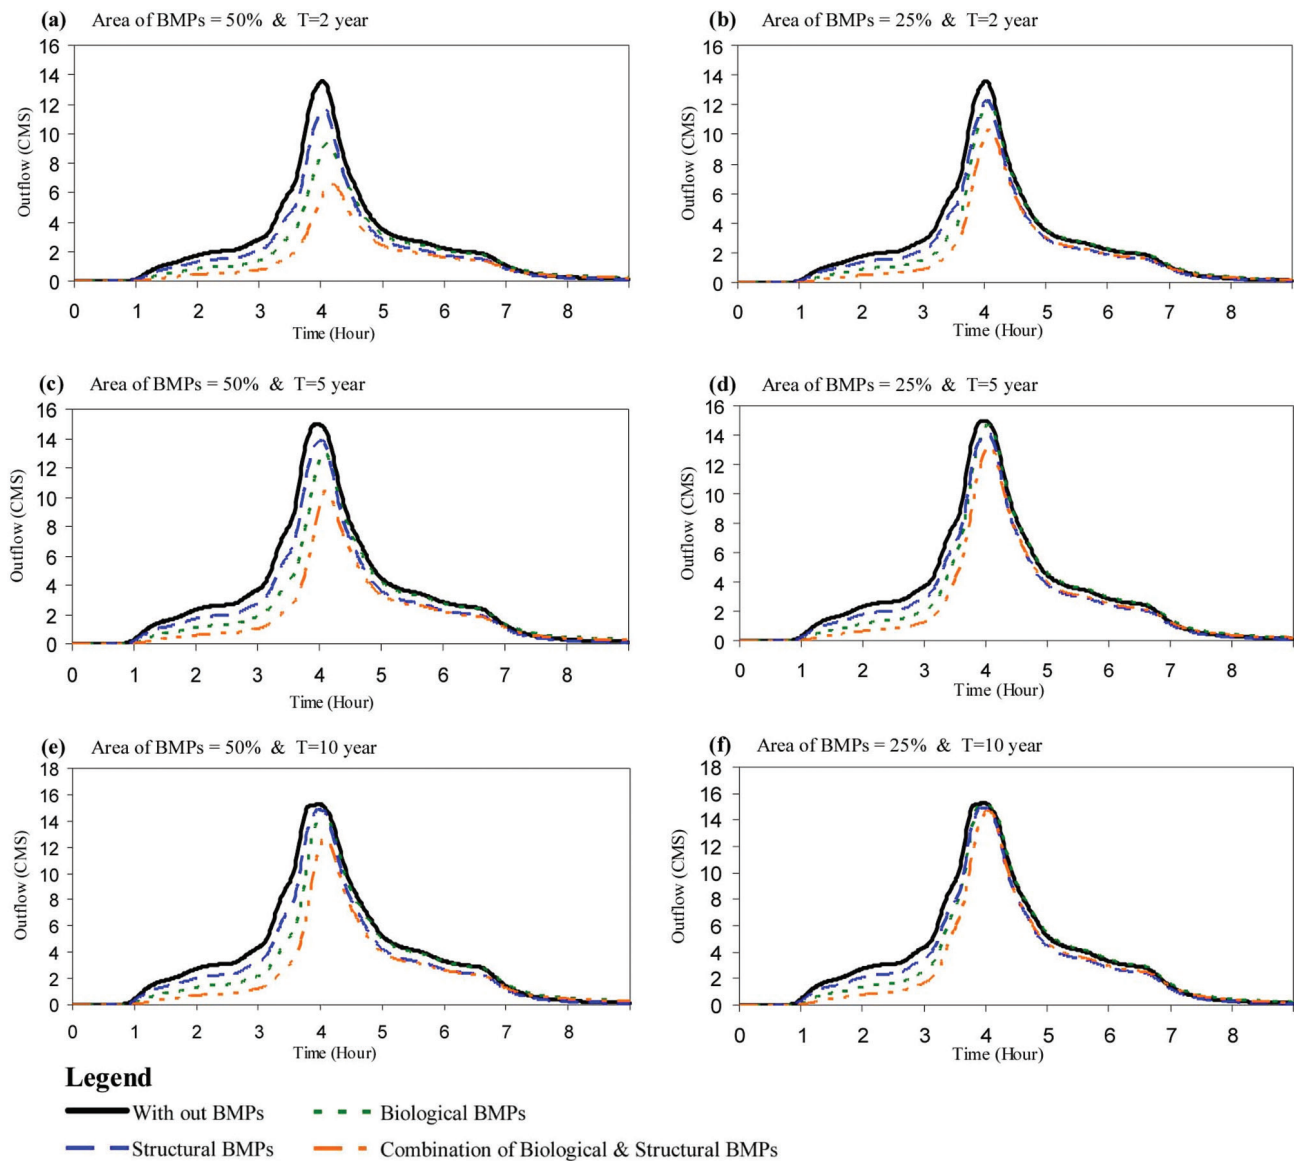 (a) Area of BMPs = 50% & T=2 year
16
14
12
10
8
6
4
2
0
Outflow (CMS)
0 1 2 3 4 5 6 7 8
Time (Hour)
(b) Area of BMPs = 25% & T=2 year
16
14
12
10
8
6
4
2
0
Outflow (CMS)
0 1 2 3 4 5 6 7 8
Time (Hour)
(c) Area of BMPs = 50% & T=5 year
16
14
12
10
8
6
4
2
0
Outflow (CMS)
0 1 2 3 4 5 6 7 8
Time (Hour)
(d) Area of BMPs = 25% & T=5 year
16
14
12
10
8
6
4
2
0
Outflow (CMS)
0 1 2 3 4 5 6 7 8
Time (Hour)
(e) Area of BMPs = 50% & T=10 year
18
16
14
12
10
8
6
4
2
0
Outflow (CMS)
0 1 2 3 4 5 6 7 8
Time (Hour)
(f) Area of BMPs = 25% & T=10 year
18
16
14
12
10
8
6
4
2
0
Outflow (CMS)
0 1 2 3 4 5 6 7 8
Time (Hour)
Legend
With out BMPs
Biological BMPs
Structural BMPs
Combination of Biological & Structural BMPs